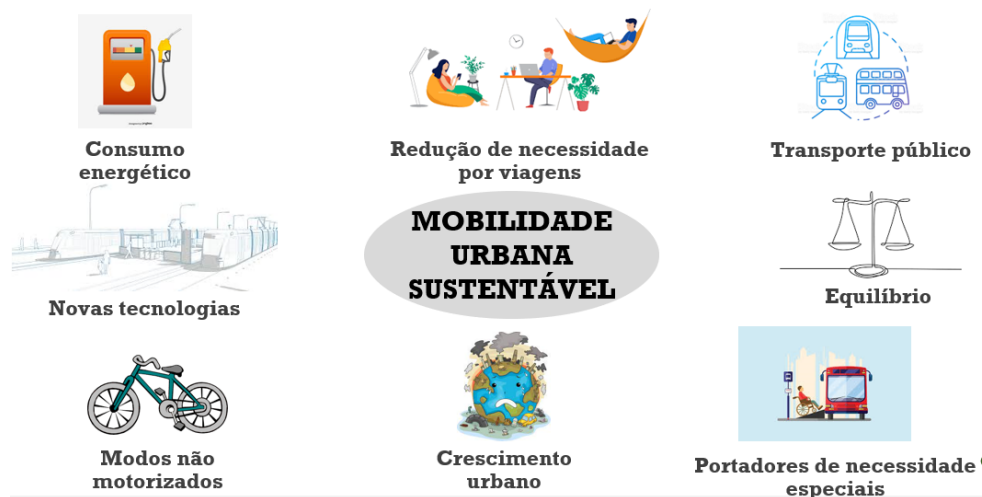 Consumo
energético
Redução de necessidade
por viagens
Transporte público
MOBILIDADE
URBANA
SUSTENTÁVEL
Novas tecnologias
Equilíbrio
Modos não
motorizados
Crescimento
urbano
Portadores de necessidade
especiais